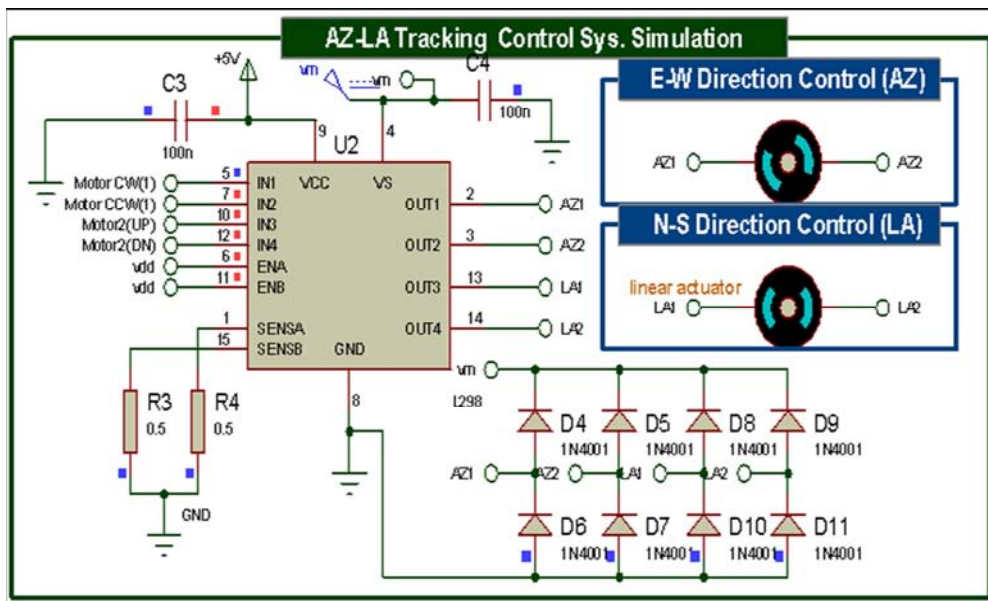 AZ-LA Tracking Control Sys. Simulation
+5V
vm
vm
C4
100n
C3
100n
9
4
U2
E-W Direction Control (AZ)
AZ1
AZ2
Motor CW(1)
5
IN1
VCC
VS
Motor CCW(1)
7
IN2
OUT1
2
AZ1
Motor2(UP)
10
IN3
Motor2(DN)
12
IN4
OUT2
3
AZ2
vdd
6
ENA
vdd
11
ENB
OUT3
13
LA1
1
SENSA
OUT4
14
LA2
15
SENSB
GND
8
L298
N-S Direction Control (LA)
linear actuator
LA1
LA2
R3
0.5
R4
0.5
GND
vm
D4
1N4001
D5
1N4001
D8
1N4001
D9
1N4001
AZ1
AZ2
LA1
LA2
D6
1N4001
D7
1N4001
D10
1N4001
D11
1N4001